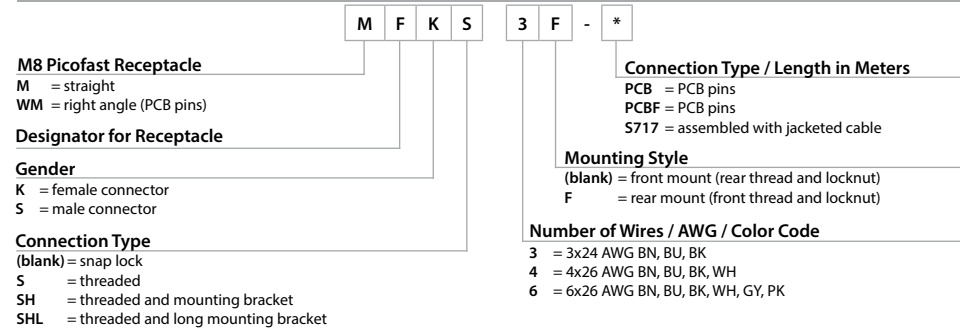 M F K S 3 F - *
M8 Picofast Receptacle
M = straight
WM = right angle (PCB pins)
Designator for Receptacle
Gender
K = female connector
S = male connector
Connection Type
(blank) = snap lock
S = threaded
SH = threaded and mounting bracket
SHL = threaded and long mounting bracket
Connection Type / Length in Meters
PCB = PCB pins
PCBF = PCB pins
S717 = assembled with jacketed cable
Mounting Style
(blank) = front mount (rear thread and locknut)
F = rear mount (front thread and locknut)
Number of Wires / AWG / Color Code
3 = 3x24 AWG BN, BU, BK
4 = 4x26 AWG BN, BU, BK, WH
6 = 6x26 AWG BN, BU, BK, WH, GY, PK